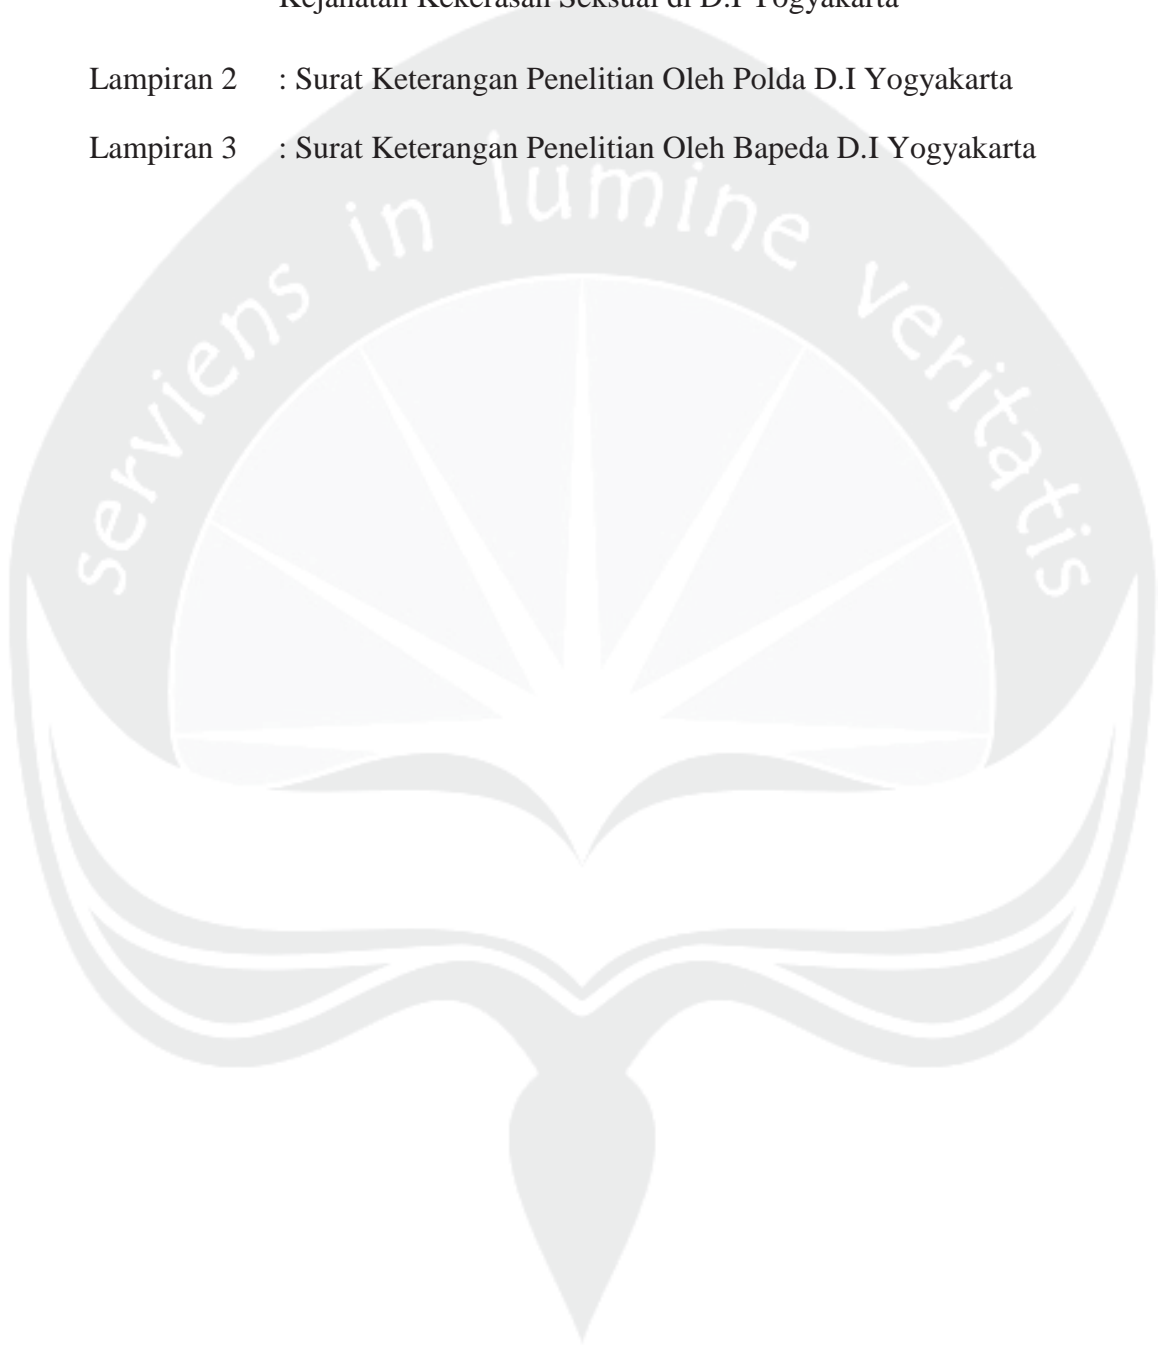 Kejahatan Kekerasan Seksual di D.I Yogyakarta
Lampiran 2 : Surat Keterangan Penelitian Oleh Polda D.I Yogyakarta
Lampiran 3 : Surat Keterangan Penelitian Oleh Bapeda D.I Yogyakarta
serviens in lumine veritatis